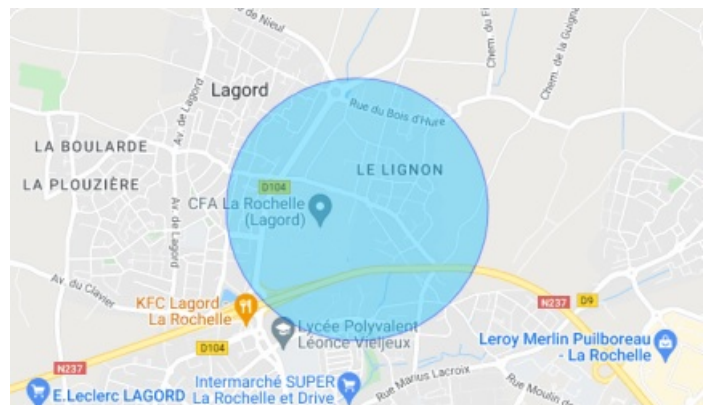 de Nieul
Chem. du F
Chem. de la Guigna
Lagord
Rue du Bois d'Huré
Av. de Lagord
LA BOULARDE
LE LIGNON
LA PLOUZIÈRE
D104
CFA La Rochelle
(Lagord)
Av. de Lagord
Av. du Clavier
KFC Lagord -
La Rochelle
N237
D9
Lycée Polyvalent
Léonce Vieljeux
D104
Leroy Merlin Puilboreau
- La Rochelle
N237
Rue Marius Lacroix
E.Leclerc LAGORD
Intermarché SUPER
La Rochelle et Drive
Rue Moulin de